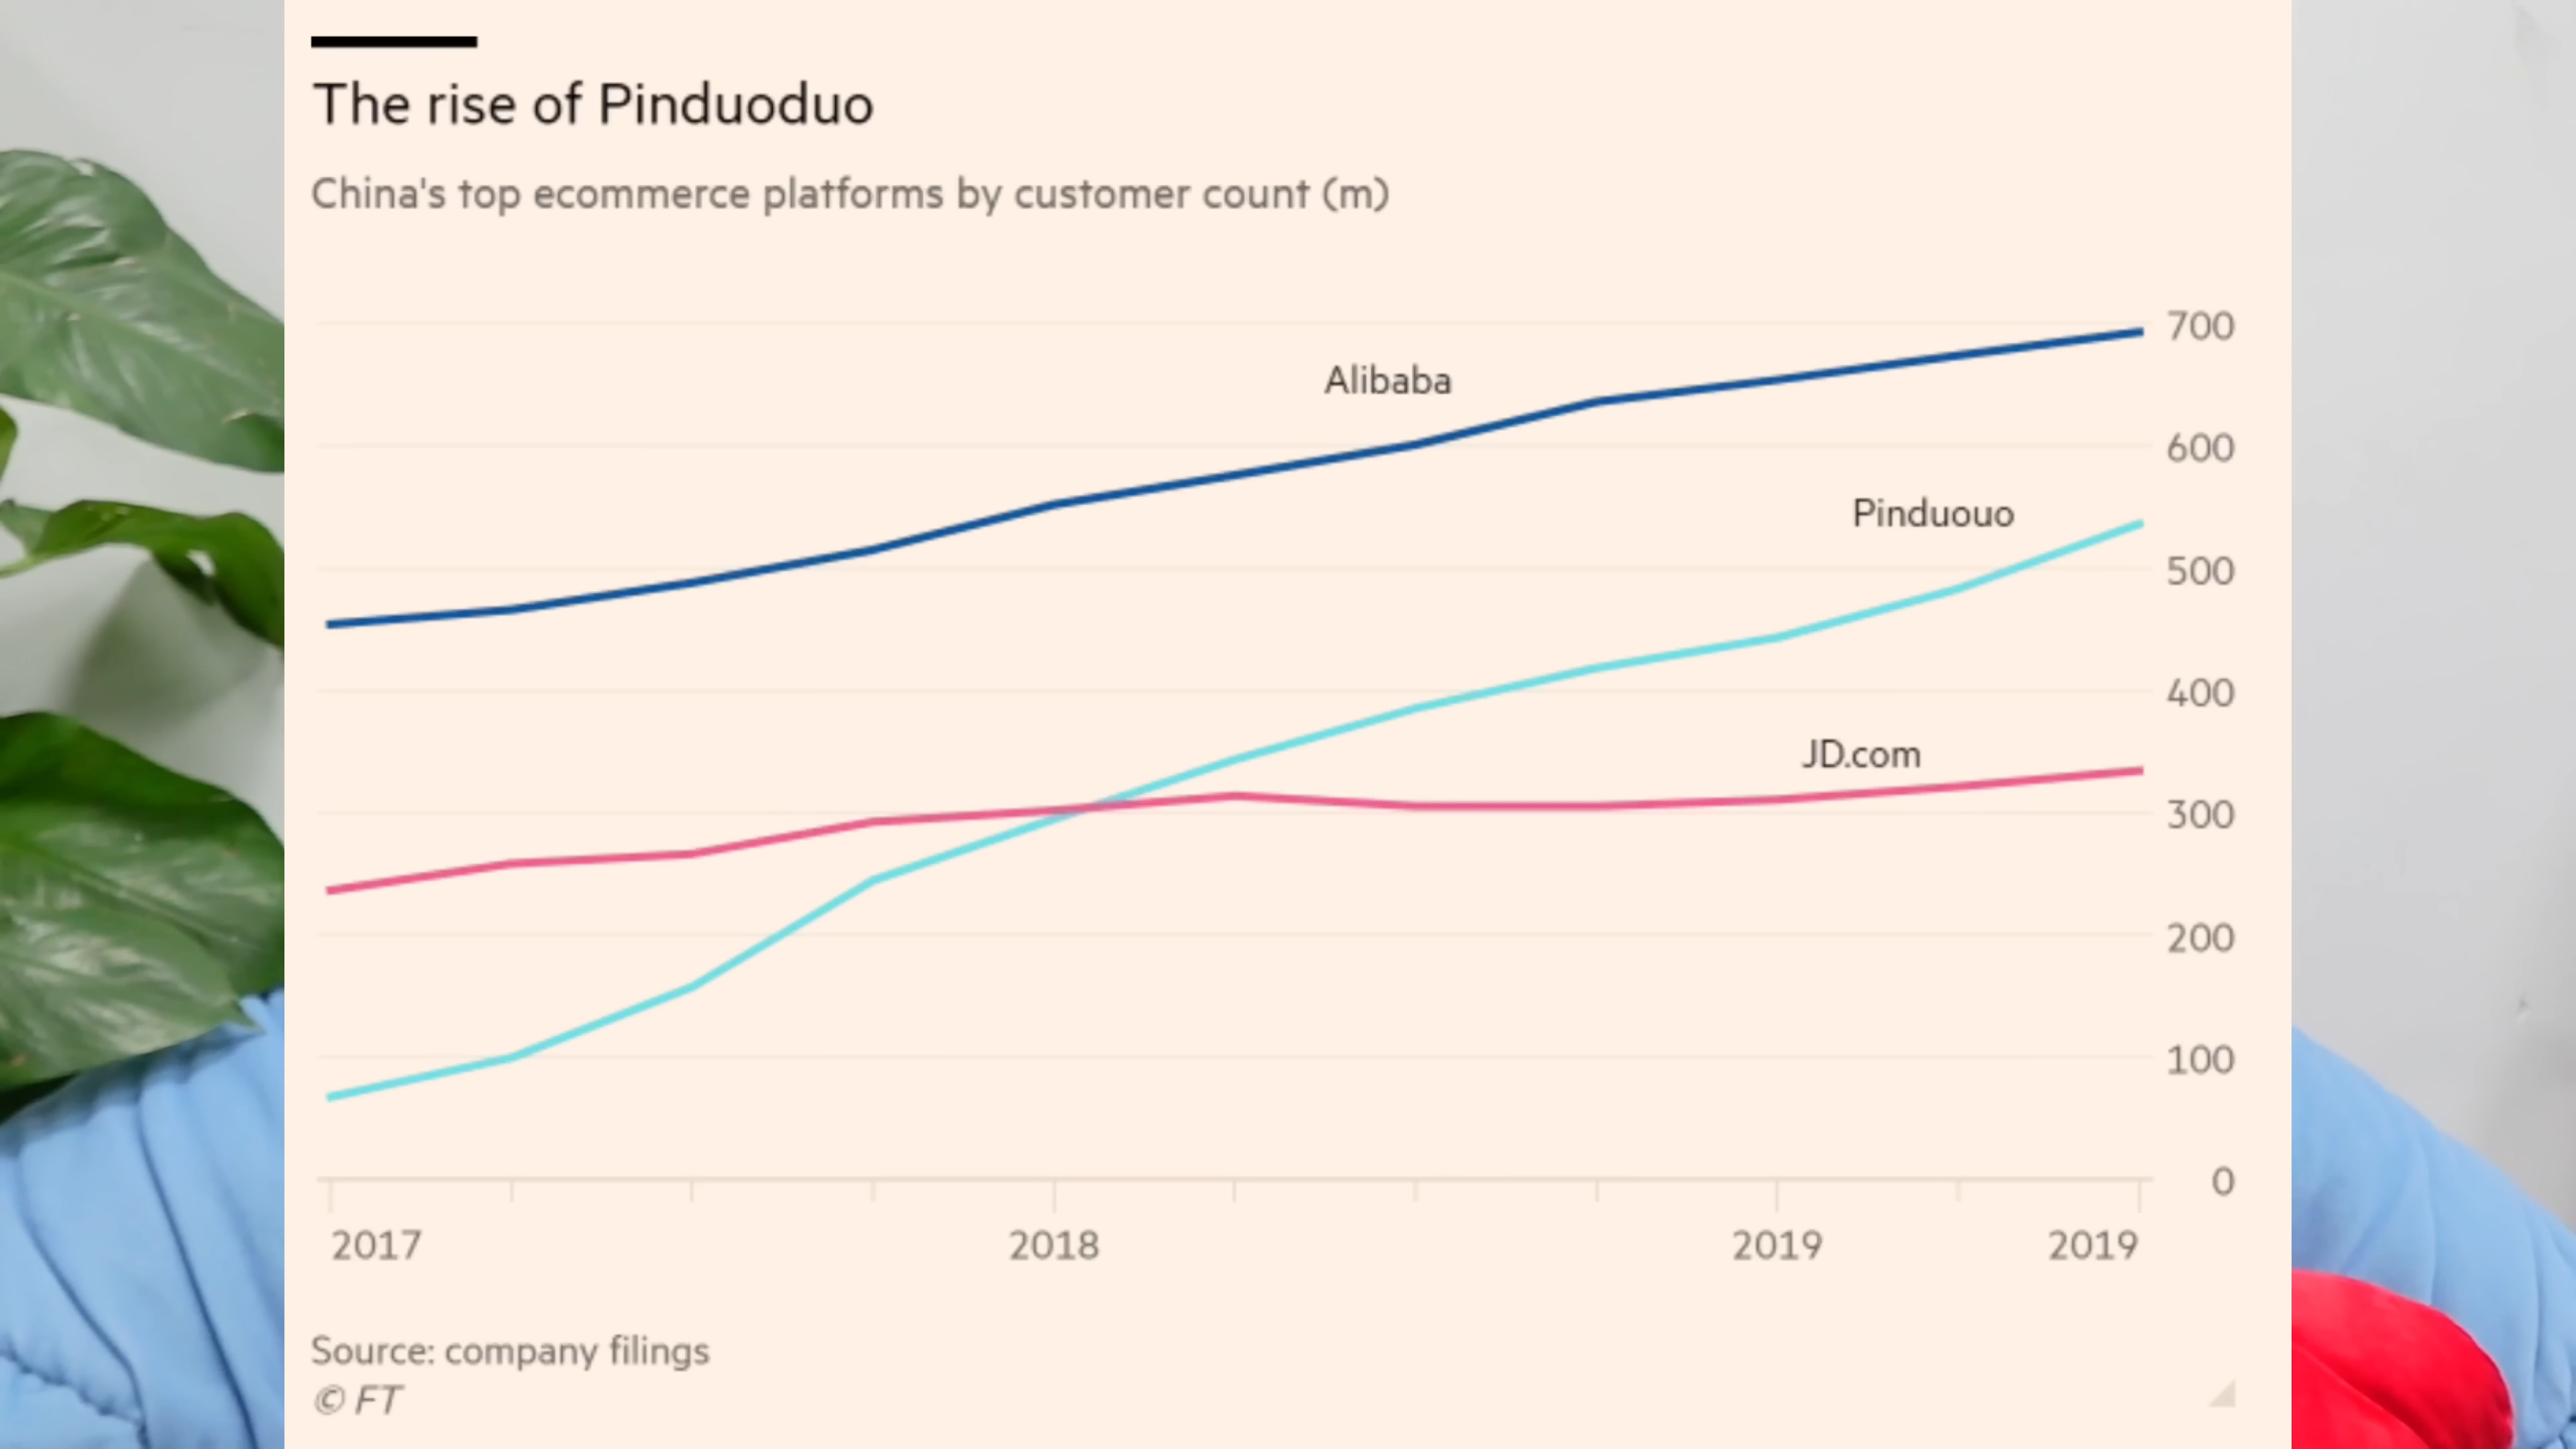 The rise of Pinduoduo
China's top ecommerce platforms by customer count (m)
700
Alibaba
600
Pinduouo
500
400
JD.com
300
200
100
0
2017 2018 2019 2019
Source: company filings
© FT